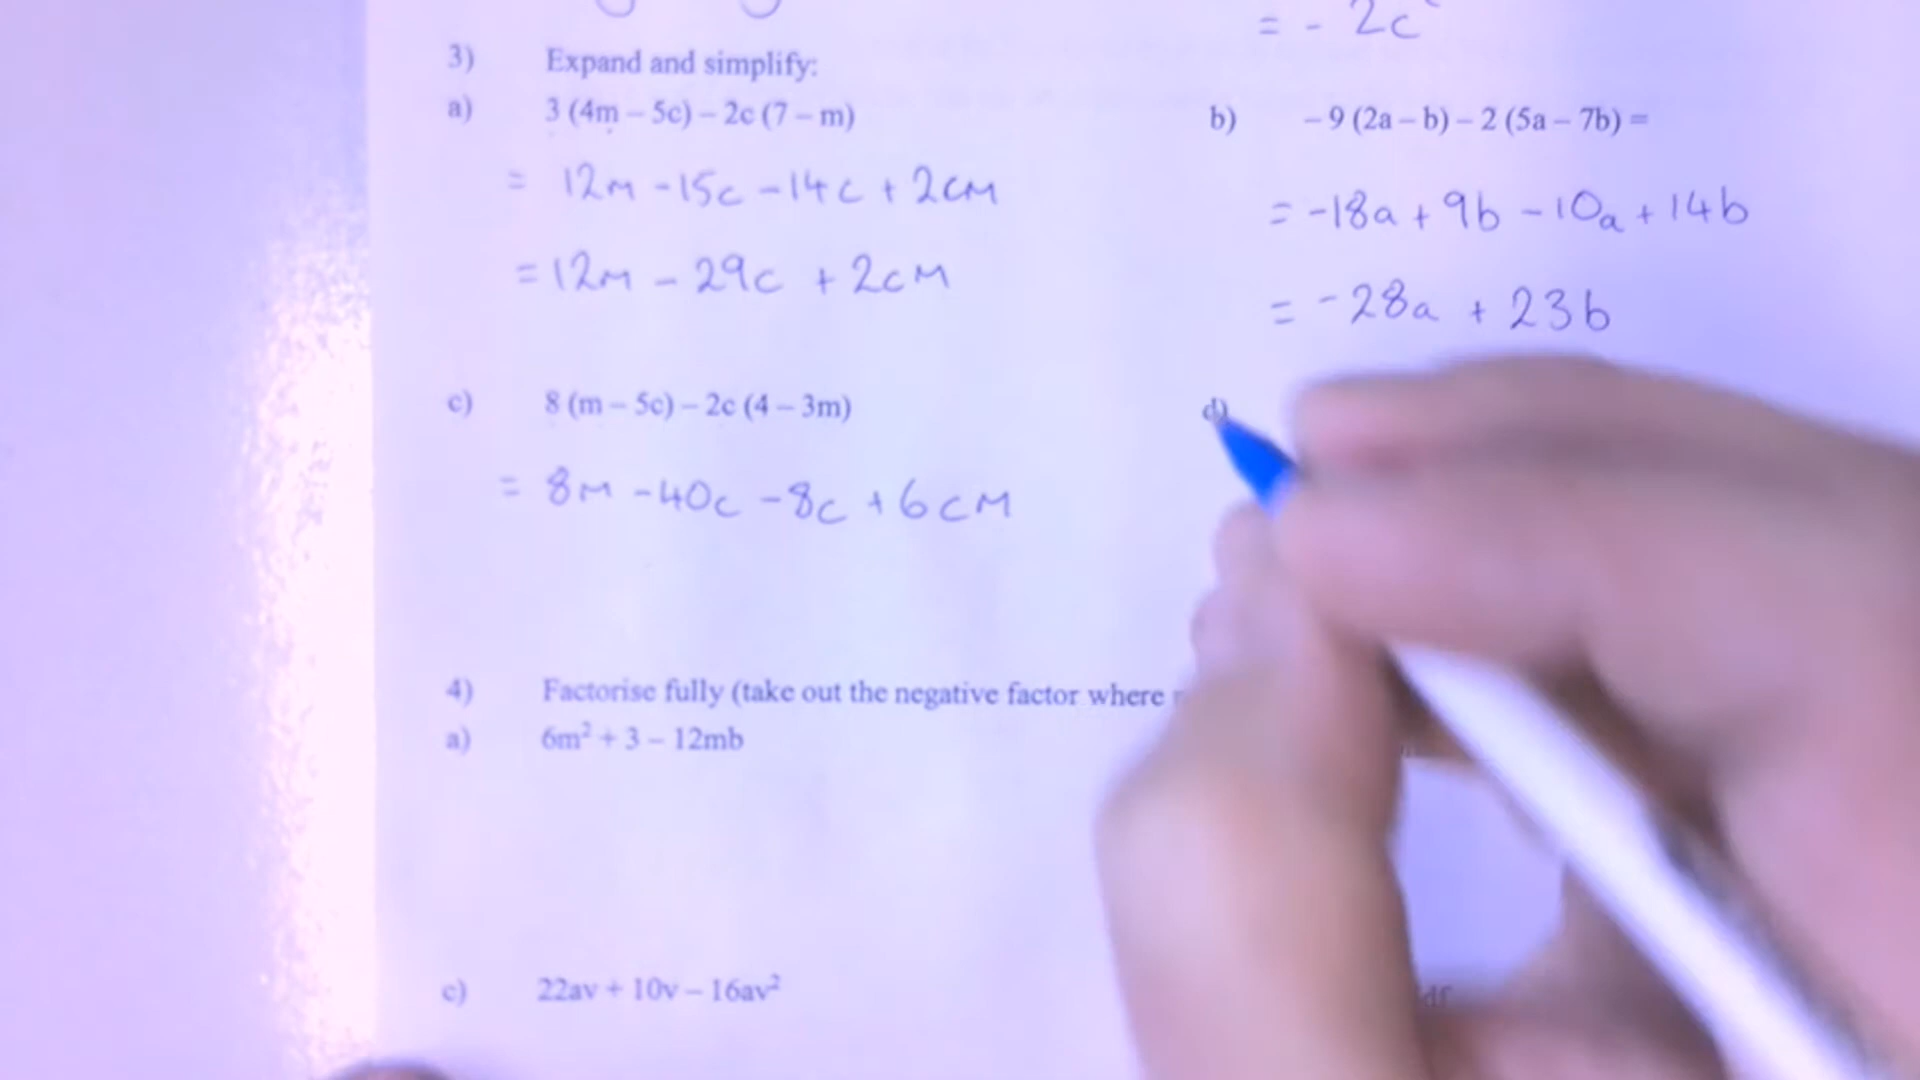 = - 2c
3) Expand and simplify:
a) 3 (4m – 5c) – 2c (7 – m)
= 12m - 15c - 14c + 2cm
= 12m - 29c + 2cm
b) – 9 (2a – b) – 2 (5a – 7b) =
= -18a + 9b - 10a + 14b
= -28a + 23b
c) 8 (m – 5c) – 2c (4 – 3m)
= 8m - 40c - 8c + 6cm
d)
4) Factorise fully (take out the negative factor where
a) 6m² + 3 – 12mb
c) 22av + 10v – 16av²